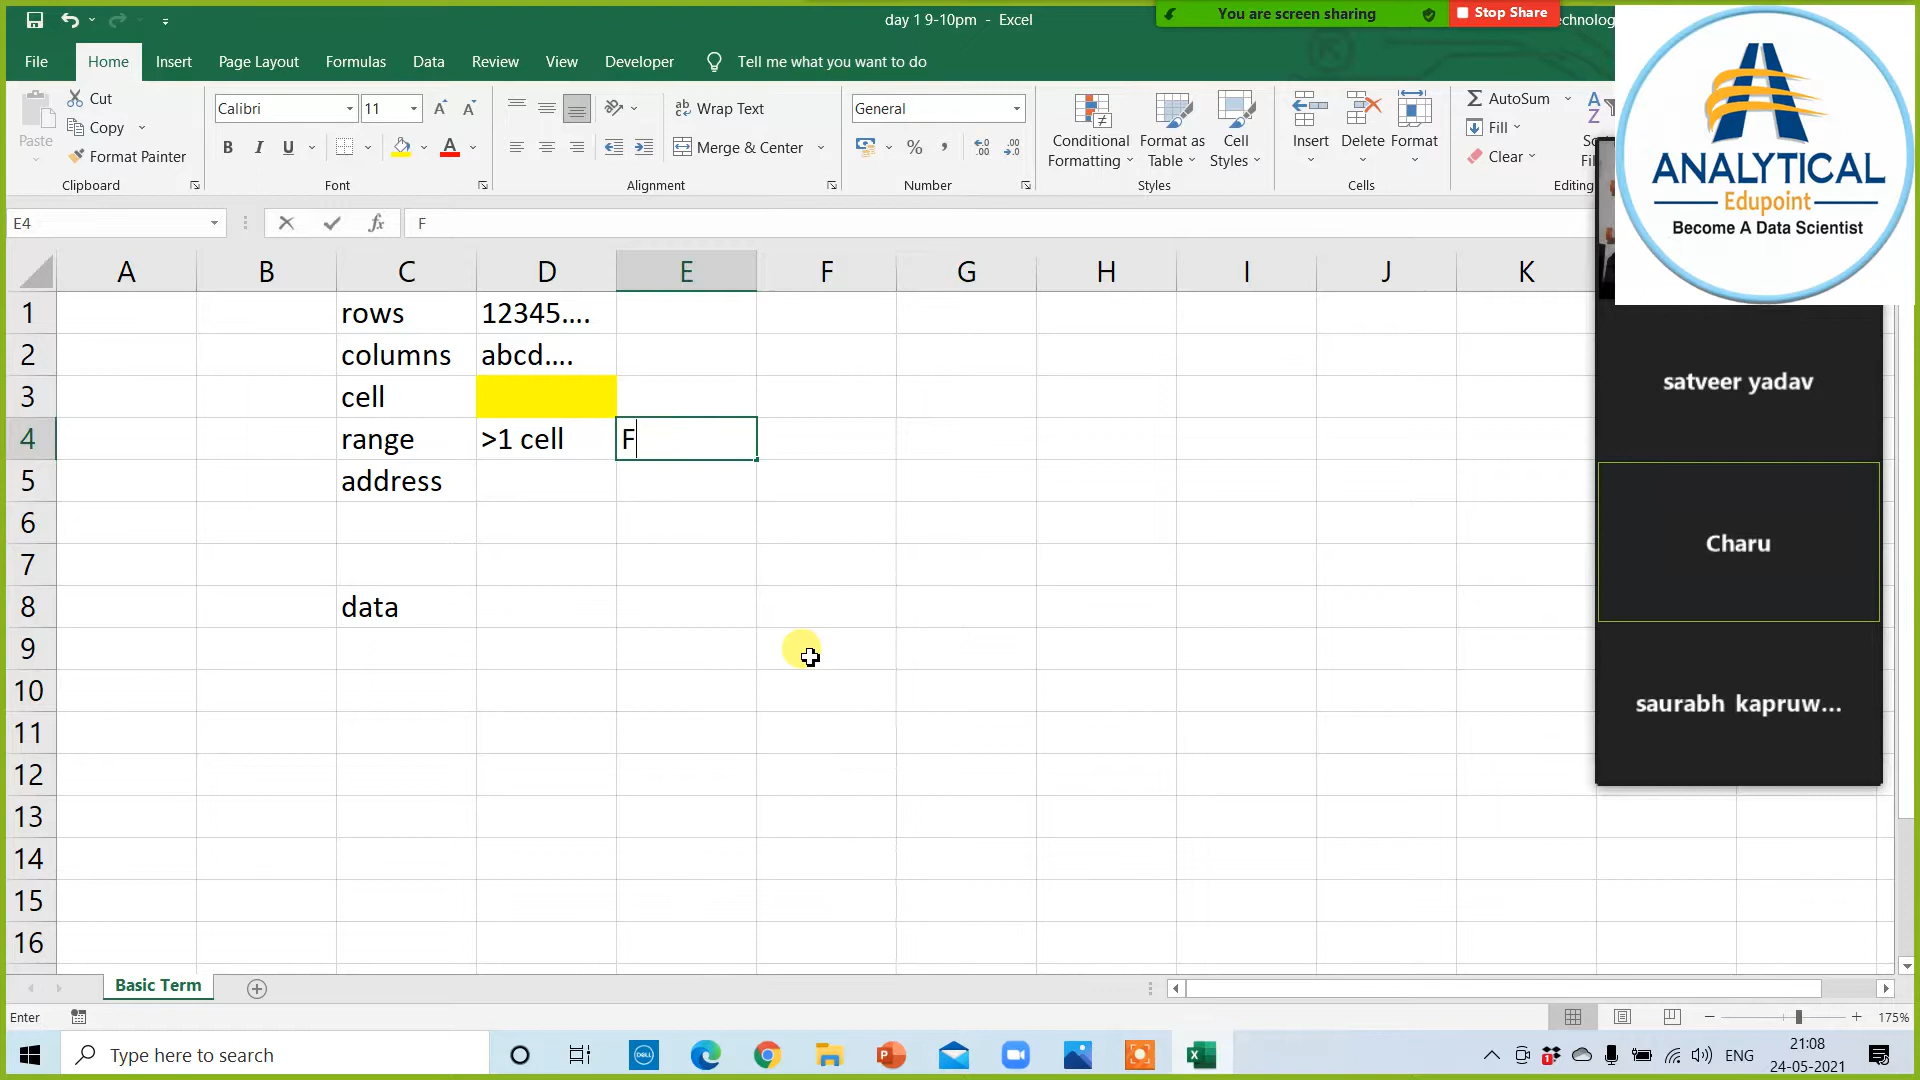 day 1 9-10pm - Excel
You are screen sharing
Stop Share
File
Home
Insert
Page Layout
Formulas
Data
Review
View
Developer
Tell me what you want to do
Paste
Cut
Copy
Format Painter
Clipboard
Calibri
11
B I U
Font
Wrap Text
Merge & Center
Alignment
General
%
Number
Conditional
Formatting
Format as
Table
Cell
Styles
Styles
Insert
Delete
Format
Cells
AutoSum
Fill
Clear
Editing
ANALYTICAL
Edupoint
Become A Data Scientist
E4
fx
F
A B C D E F G H I J K
1 rows 12345....
2 columns abcd....
3 cell
4 range >1 cell F
5 address
6
7
8 data
9
10
11
12
13
14
15
16
satveer yadav
Charu
saurabh kapruw...
Basic Term
Enter
175%
Type here to search
DELL
ENG
21:08
24-05-2021